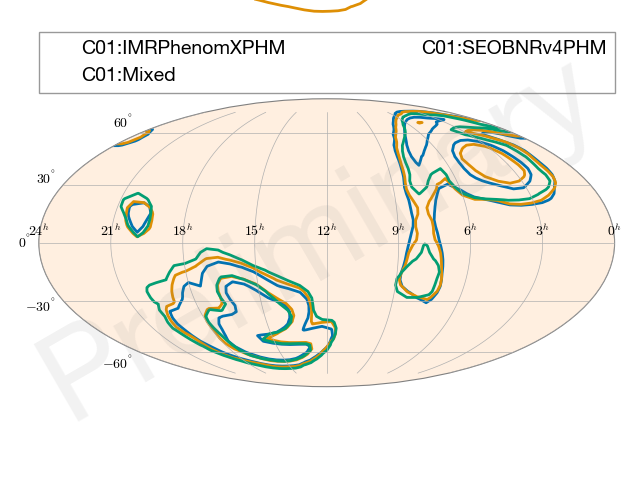 C01:IMRPhenomXPHM C01:SEOBNRv4PHM
C01:Mixed
60°
30°
24h 21h 18h 15h 12h 9h 6h 3h 0h
0°
−30°
−60°
Preliminary